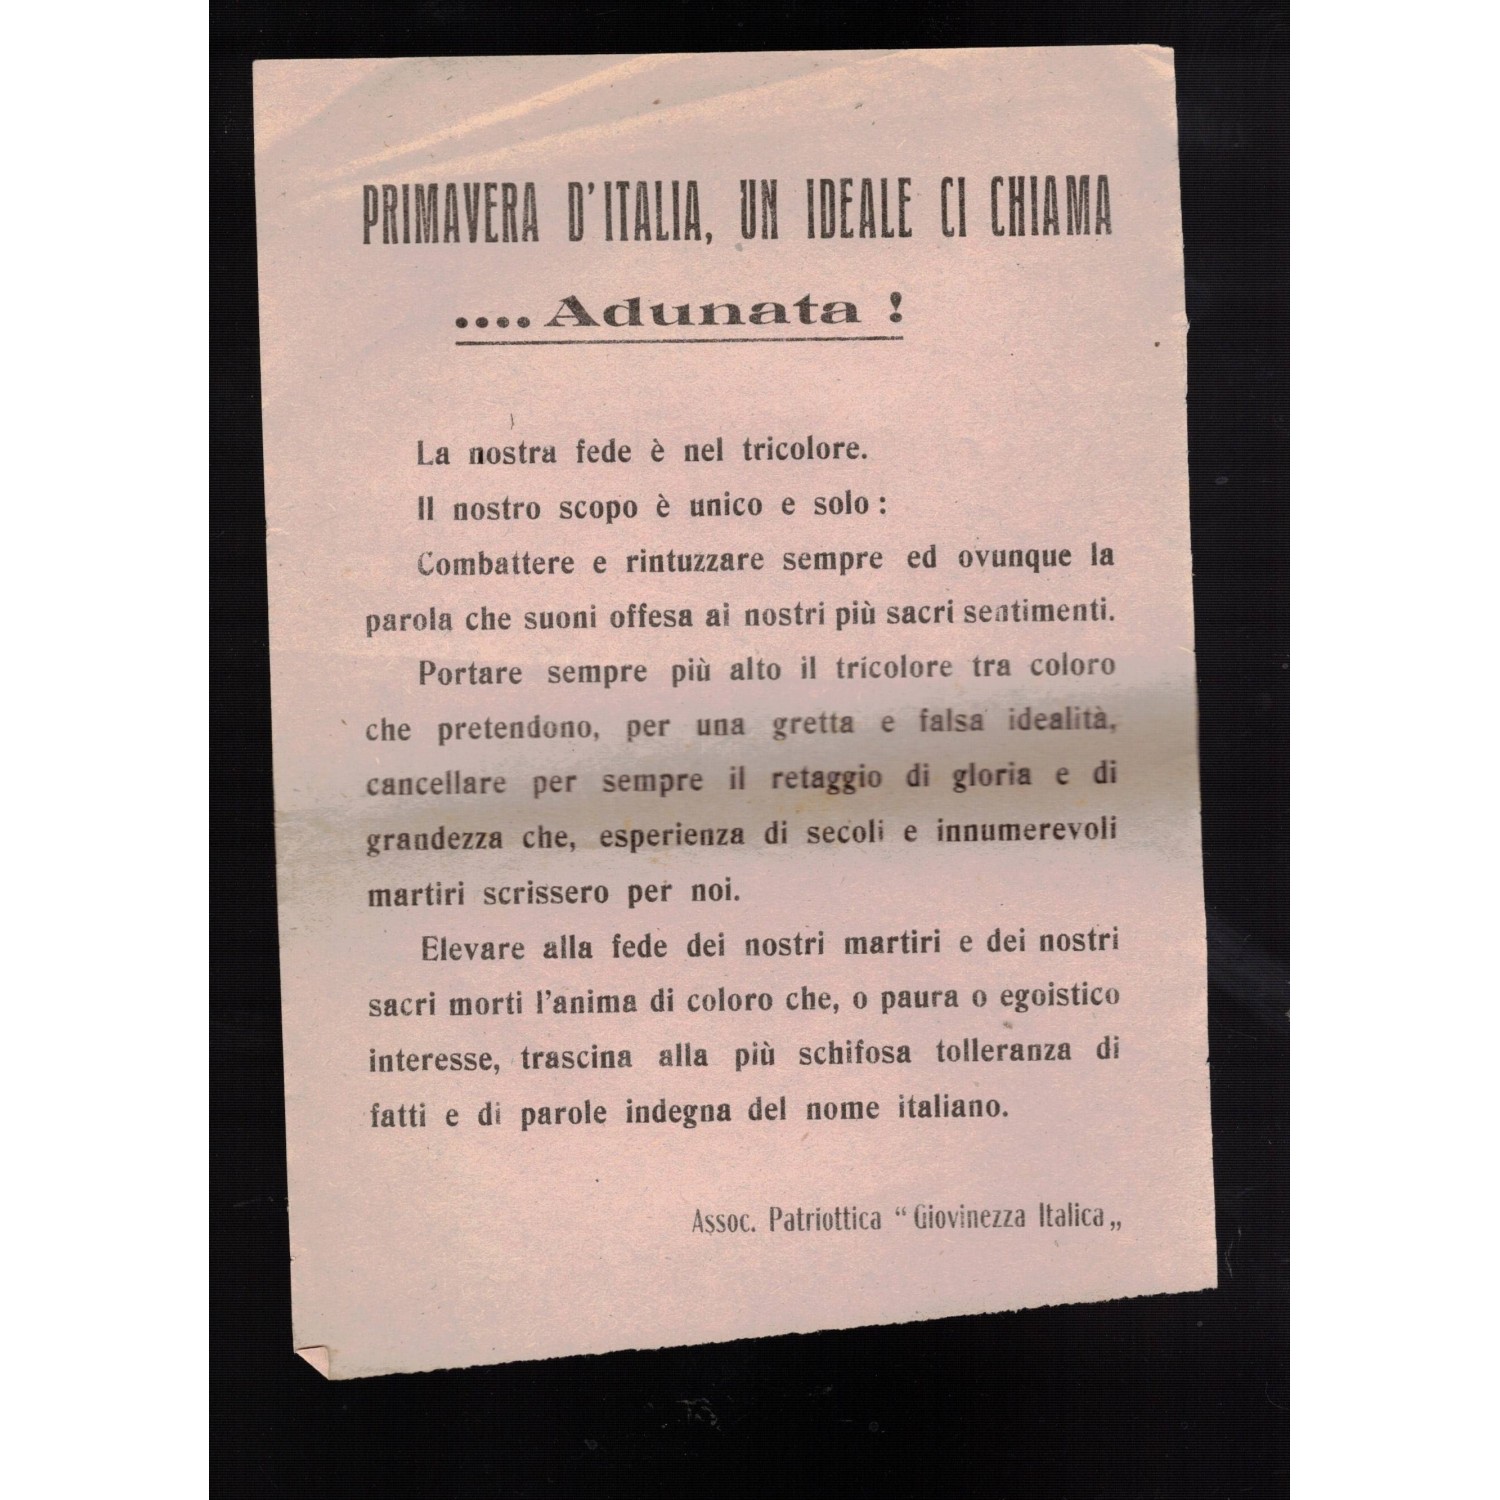 PRIMAVERA D'ITALIA, UN IDEALE CI CHIAMA
.... Adunata !
La nostra fede è nel tricolore.
Il nostro scopo è unico e solo :
Combattere e rintuzzare sempre ed ovunque la
parola che suoni offesa ai nostri più sacri sentimenti.
Portare sempre più alto il tricolore tra coloro
che pretendono, per una gretta e falsa idealità,
cancellare per sempre il retaggio di gloria e di
grandezza che, esperienza di secoli e innumerevoli
martiri scrissero per noi.
Elevare alla fede dei nostri martiri e dei nostri
sacri morti l'anima di coloro che, o paura o egoistico
interesse, trascina alla più schifosa tolleranza di
fatti e di parole indegna del nome italiano.
Assoc. Patriottica “ Giovinezza Italica „